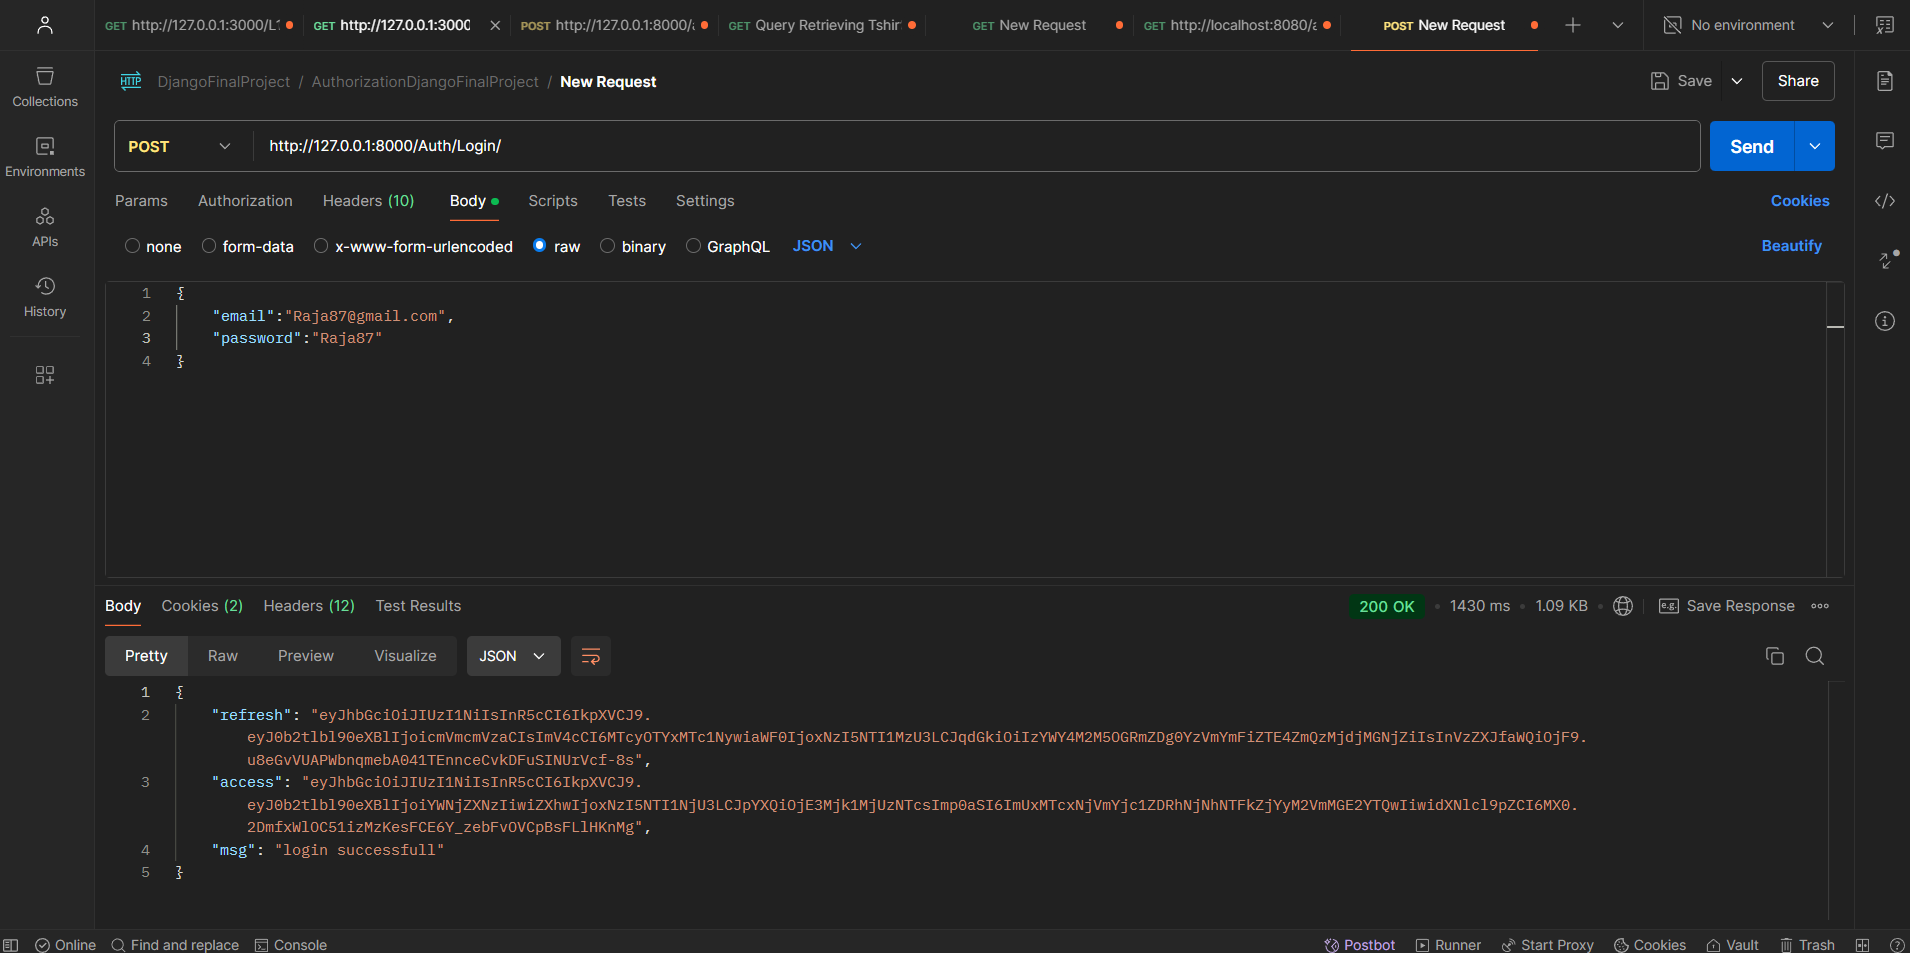 GET http://127.0.0.1:3000/L1
GET http://127.0.0.1:3000
POST http://127.0.0.1:8000/a
GET Query Retrieving Tshir
GET New Request
GET http://localhost:8080/a
POST New Request
No environment
Collections
Environments
APIs
History
HTTP DjangoFinalProject / AuthorizationDjangoFinalProject / New Request
Save
Share
POST http://127.0.0.1:8000/Auth/Login/
Send
Params Authorization Headers (10) Body Scripts Tests Settings
Cookies
none form-data x-www-form-urlencoded raw binary GraphQL JSON
Beautify
1 {
2 "email":"Raja87@gmail.com",
3 "password":"Raja87"
4 }
Body Cookies (2) Headers (12) Test Results
200 OK 1430 ms 1.09 KB e.g. Save Response
Pretty Raw Preview Visualize JSON
1 {
2 "refresh": "eyJhbGciOiJIUzI1NiIsInR5cCI6IkpXVCJ9.
eyJ0b2tlbl90eXBlIjoicmVmcmVzaCIsImV4cCI6MTcyOTYxMTc1NywiaWF0IjoxNzI5NTI1MzU3LCJqdGkiOiIzYWY4M2M5OGRmZDg0YzVmYmFiZTE4ZmQzMjdjMGNjZiIsInVzZXJfaWQiOjF9.
u8eGvVUAPWbnqmebA041TEnnceCvkDFuSINUrVcf-8s",
3 "access": "eyJhbGciOiJIUzI1NiIsInR5cCI6IkpXVCJ9.
eyJ0b2tlbl90eXBlIjoiYWNjZXNzIiwiZXhwIjoxNzI5NTI1NjU3LCJpYXQiOjE3Mjk1MjUzNTcsImp0aSI6ImUxMTcxNjVmYjc1ZDRhNjNhNTFkZjYyM2VmMGE2YTQwIiwidXNlcl9pZCI6MX0.
2DmfxWlOC51izMzKesFCE6Y_zebFvOVCpBsFLlHKnMg",
4 "msg": "login successfull"
5 }
Online Find and replace Console
Postbot Runner Start Proxy Cookies Vault Trash